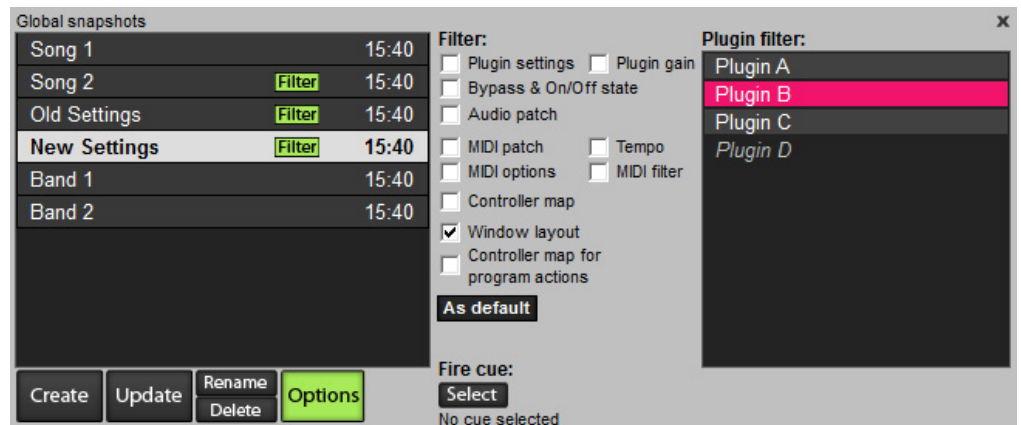 Global snapshots
x
Song 1 15:40
Song 2 Filter 15:40
Old Settings Filter 15:40
New Settings Filter 15:40
Band 1 15:40
Band 2 15:40
Create
Update
Rename
Delete
Options
Filter:
Plugin settings Plugin gain
Bypass & On/Off state
Audio patch
MIDI patch Tempo
MIDI options MIDI filter
Controller map
Window layout
Controller map for
program actions
As default
Fire cue:
Select
No cue selected
Plugin filter:
Plugin A
Plugin B
Plugin C
Plugin D